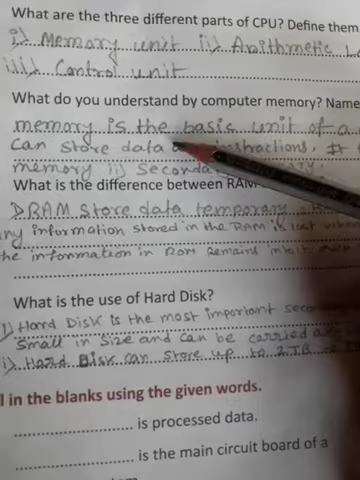 What are the three different parts of CPU? Define them
i) Memory unit ii) Arithmetic
iii) Control unit
What do you understand by computer memory? Name
memory is the basic unit of a
can store data instructions. It
memory ii) Seconda
What is the difference between RAM
RAM Store data temporary
any information stored in the RAM is lost when
the information in Rom Remains even
What is the use of Hard Disk?
i) Hard Disk is the most important
small in size and can be carried
i) Hard Disk can store up to 2TB
in the blanks using the given words.
is processed data.
is the main circuit board of a